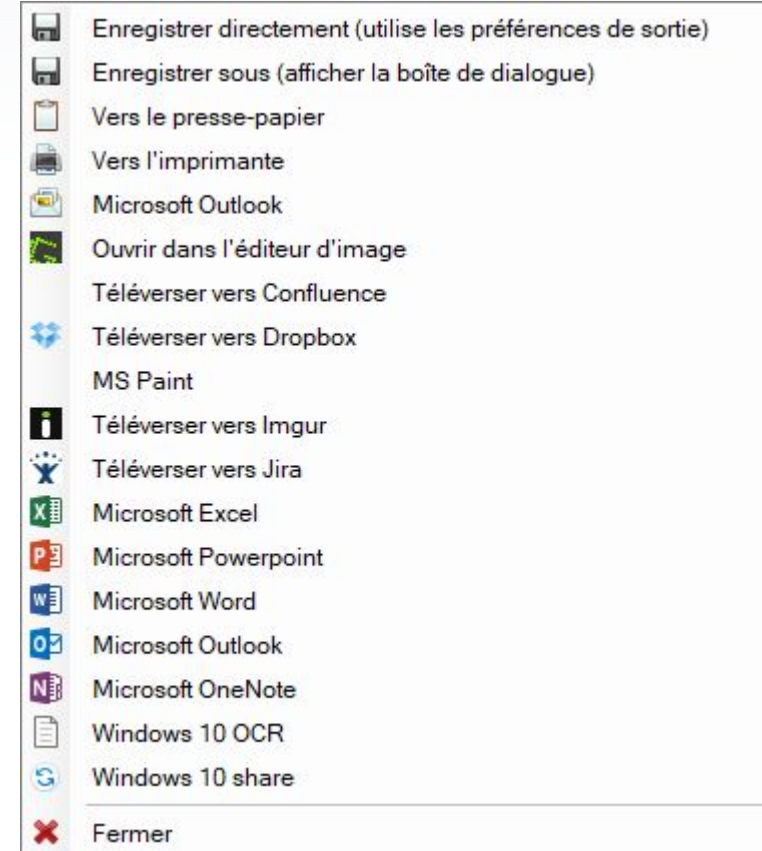 Enregistrer directement (utilise les préférences de sortie)
Enregistrer sous (afficher la boîte de dialogue)
Vers le presse-papier
Vers l'imprimante
Microsoft Outlook
Ouvrir dans l'éditeur d'image
Téléverser vers Confluence
Téléverser vers Dropbox
MS Paint
Téléverser vers Imgur
Téléverser vers Jira
Microsoft Excel
Microsoft Powerpoint
Microsoft Word
Microsoft Outlook
Microsoft OneNote
Windows 10 OCR
Windows 10 share
Fermer